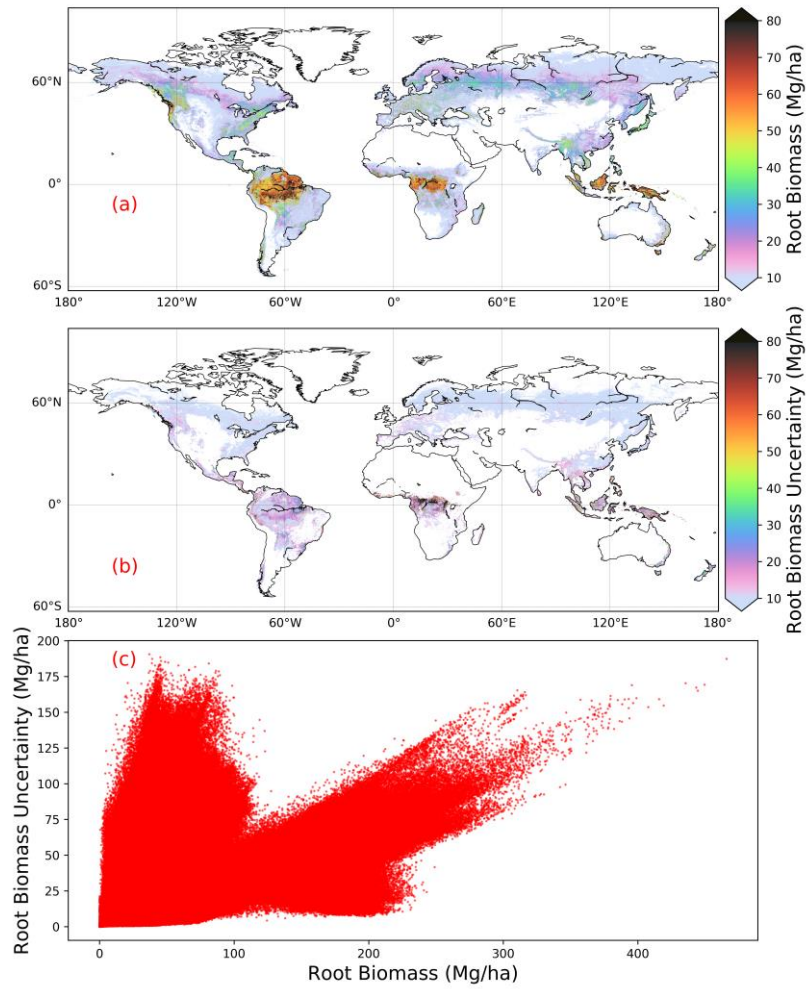 80
70
60
50
40
30
20
10
Root Biomass (Mg/ha)
60°N
0°
60°S
(a)
180° 120°W 60°W 0° 60°E 120°E 180°
80
70
60
50
40
30
20
10
Root Biomass Uncertainty (Mg/ha)
60°N
0°
60°S
(b)
180° 120°W 60°W 0° 60°E 120°E 180°
(c)
200
175
150
125
100
75
50
25
0
Root Biomass Uncertainty (Mg/ha)
0 100 200 300 400
Root Biomass (Mg/ha)